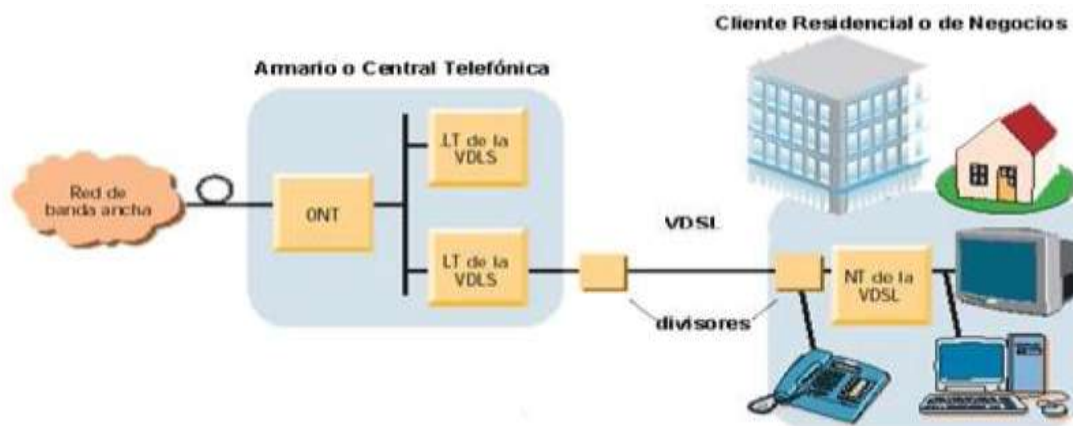 Cliente Residencial o de Negocios
Armario o Central Telefónica
LT de la
VDLS
Red de
banda ancha
ONT
VDSL
LT de la
VDLS
NT de la
VDSL
divisores